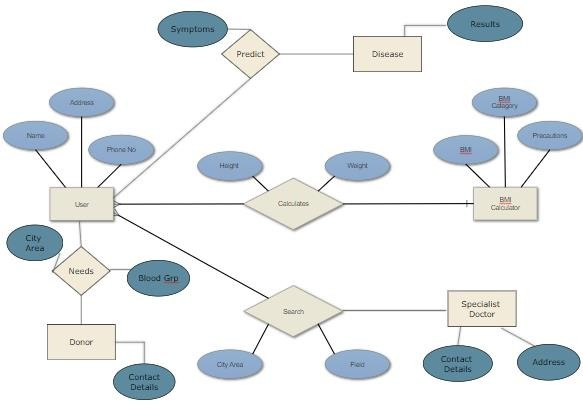 Symptoms
Results
Predict
Disease
Address
BMI
Category
Name
Phone No
BMI
Precautions
Height
Weight
User
Calculates
BMI
Calculator
City
Area
Needs
Blood Grp
Search
Specialist
Doctor
Donor
City Area
Field
Contact
Details
Address
Contact
Details